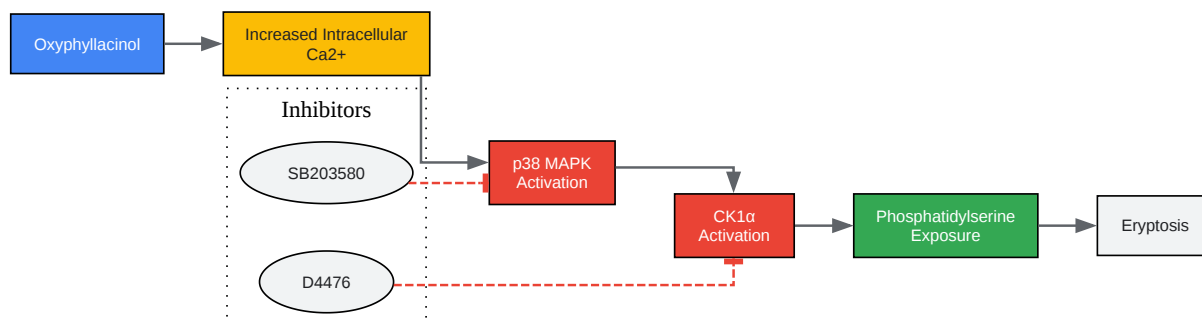 Oxyphyllacinol
Increased Intracellular
Ca2+
Inhibitors
SB203580
p38 MAPK
Activation
CK1α
Activation
Phosphatidylserine
Exposure
Eryptosis
D4476